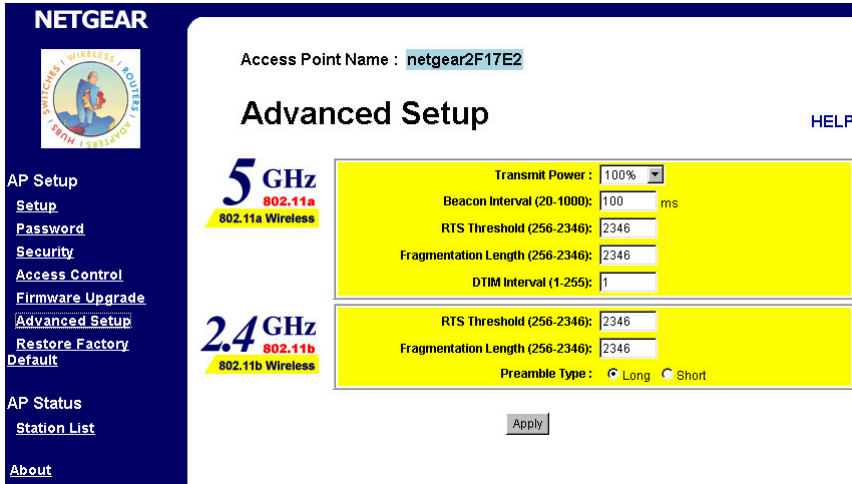 NETGEAR
SWITCHES | WIRELESS | ROUTERS | ADAPTERS | HUBS |
AP Setup
Setup
Password
Security
Access Control
Firmware Upgrade
Advanced Setup
Restore Factory
Default
AP Status
Station List
About
Access Point Name : netgear2F17E2
Advanced Setup
HELP
5 GHz
802.11a
802.11a Wireless
Transmit Power : 100%
Beacon Interval (20-1000): 100 ms
RTS Threshold (256-2346): 2346
Fragmentation Length (256-2346): 2346
DTIM Interval (1-255): 1
2.4 GHz
802.11b
802.11b Wireless
RTS Threshold (256-2346): 2346
Fragmentation Length (256-2346): 2346
Preamble Type : Long Short
Apply